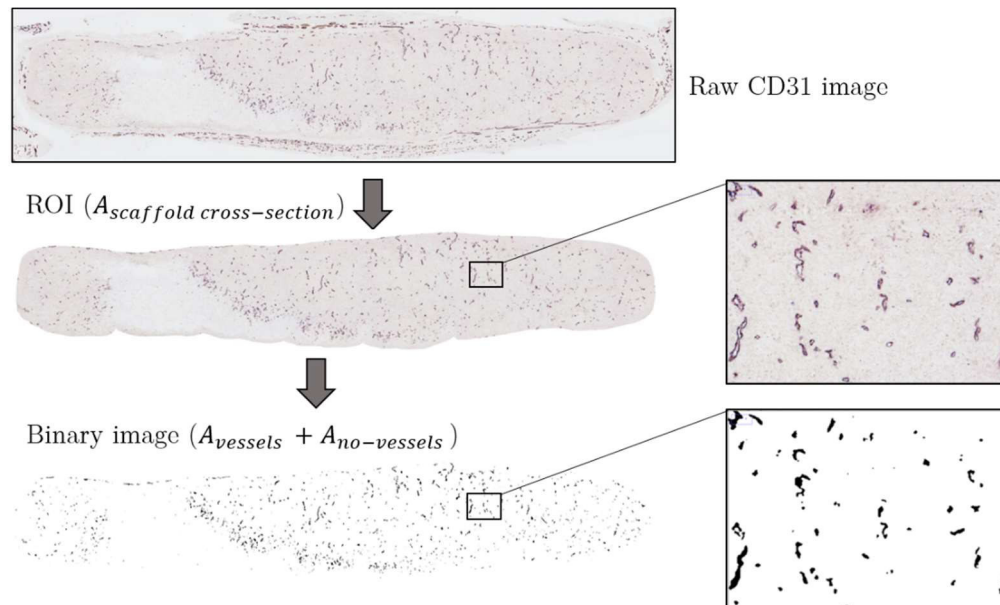 Raw CD31 image
ROI (A_scaffold cross−section)
Binary image (A_vessels + A_no−vessels)